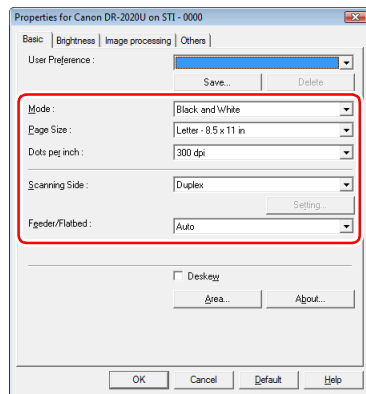 Properties for Canon DR-2020U on STI - 0000
Basic Brightness Image processing Others
User Preference :
Save... Delete
Mode : Black and White
Page Size : Letter - 8.5 x 11 in
Dots per inch : 300 dpi
Scanning Side : Duplex
Setting...
Feeder/Flatbed : Auto
Deskew
Area... About...
OK Cancel Default Help